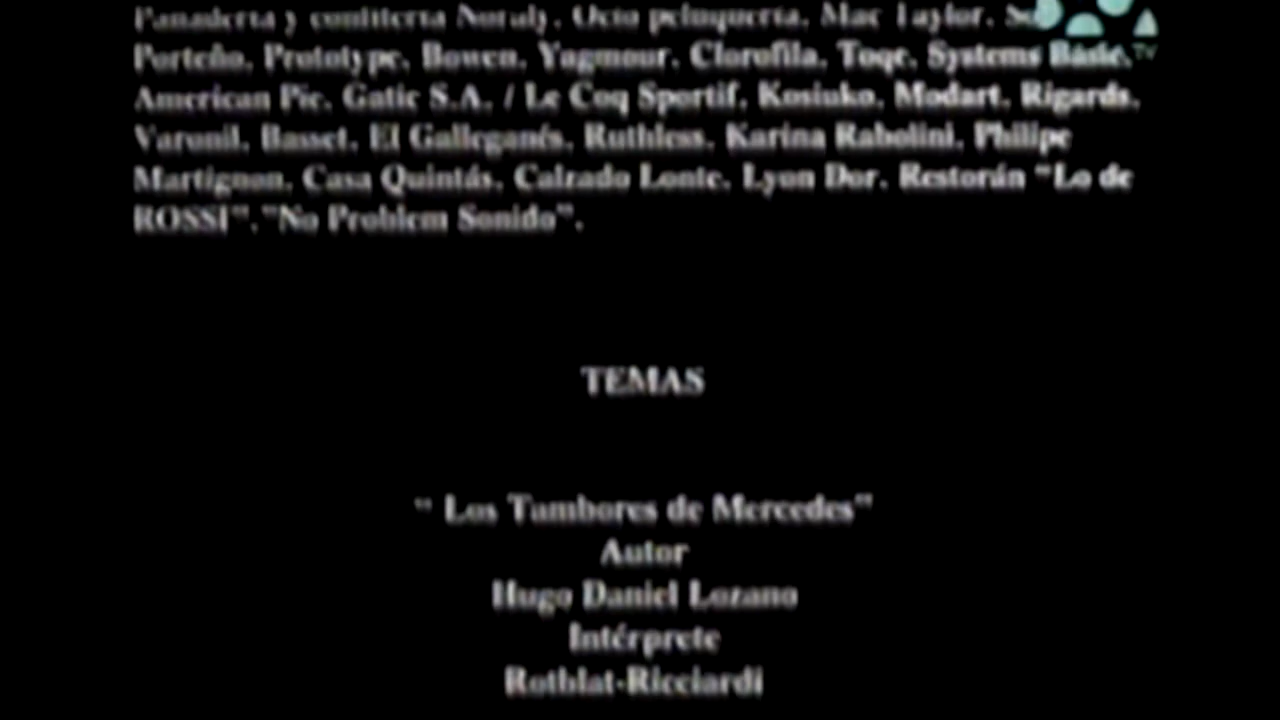 Panadería y confitería Nataly. Octo peluquería. Mac Taylor.
Porteño. Prototype. Bowen. Yagmour. Clorofila. Toqe. Systems Basic.
American Pie. Gatic S.A. / Le Coq Sportif. Kosiuko. Modart. Rigards.
Varonil. Basset. El Galleganés. Ruthless. Karina Rabolini. Philipe
Martignon. Casa Quintás. Calzado Lonte. Lyon Dor. Restorán "Lo de
ROSSI"."No Problem Sonido".
TEMAS
" Los Tambores de Mercedes"
Autor
Hugo Daniel Lozano
Intérprete
Rotblat-Ricciardi
TV